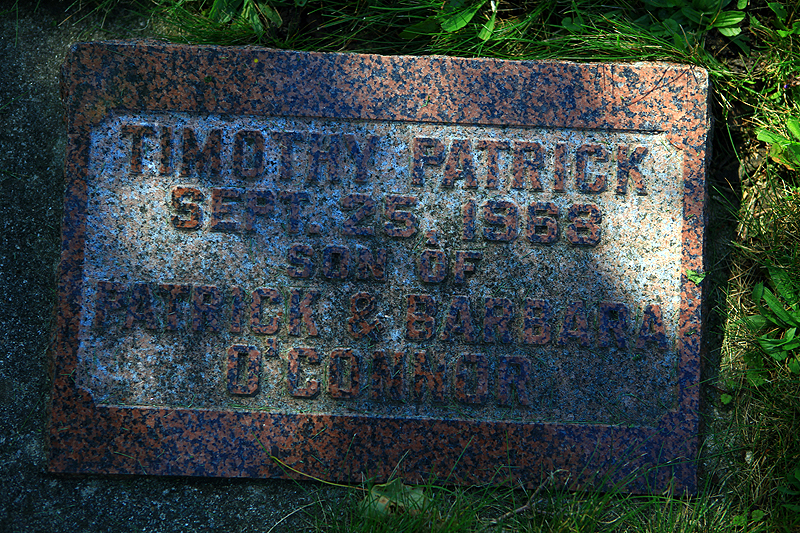 TIMOTHY PATRICK
SEPT. 25, 1963
SON OF
PATRICK & BARBARA
O'CONNOR